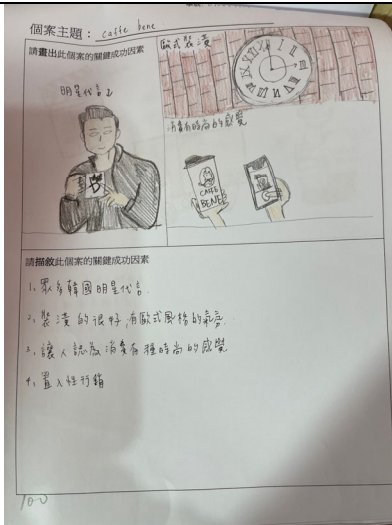 個案主題：caffe bene
請畫出此個案的關鍵成功因素
明星代言
歐式裝潢
消費有時尚的感覺
CAFFE
BENE
請描敘此個案的關鍵成功因素
1、眾多韓國明星代言.
2、裝潢的很好,有歐式風格的氣氛.
3、讓人認為消費有種時尚的感覺
4、置入性行銷
100